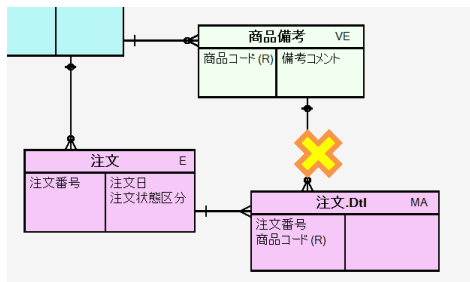 商品備考 VE
商品コード(R) 備考コメント
注文 E
注文番号 注文日
注文状態区分
注文.Dtl MA
注文番号
商品コード(R)